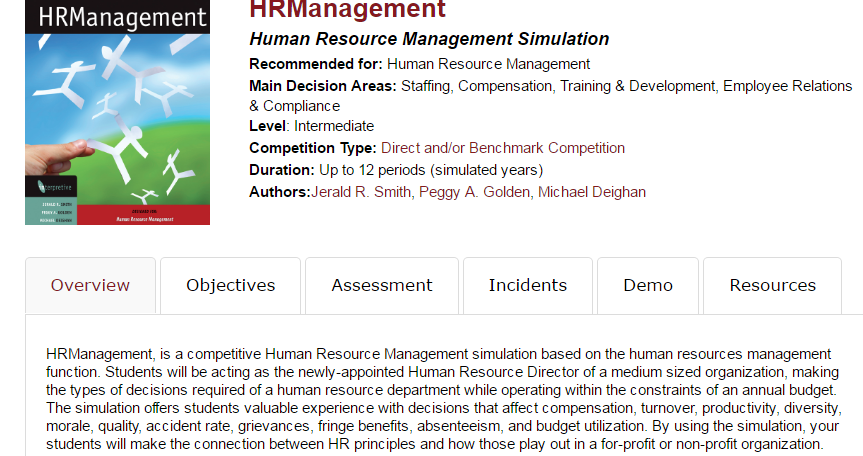 HRManagement
HRManagement
Human Resource Management Simulation
Recommended for: Human Resource Management
Main Decision Areas: Staffing, Compensation, Training & Development, Employee Relations
& Compliance
Level: Intermediate
Competition Type: Direct and/or Benchmark Competition
Duration: Up to 12 periods (simulated years)
Authors:Jerald R. Smith, Peggy A. Golden, Michael Deighan
interpretive
Human Resource Management
Overview
Objectives
Assessment
Incidents
Demo
Resources
HRManagement, is a competitive Human Resource Management simulation based on the human resources management
function. Students will be acting as the newly-appointed Human Resource Director of a medium sized organization, making
the types of decisions required of a human resource department while operating within the constraints of an annual budget.
The simulation offers students valuable experience with decisions that affect compensation, turnover, productivity, diversity,
morale, quality, accident rate, grievances, fringe benefits, absenteeism, and budget utilization. By using the simulation, your
students will make the connection between HR principles and how those play out in a for-profit or non-profit organization.